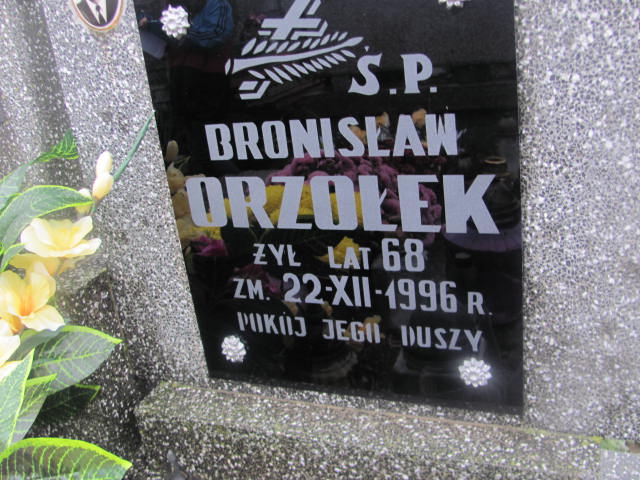 Ś.P.
BRONISŁAW
ORZOŁEK
ŻYŁ LAT 68
ZM. 22-XII-1996 R.
POKÓJ JEGO DUSZY